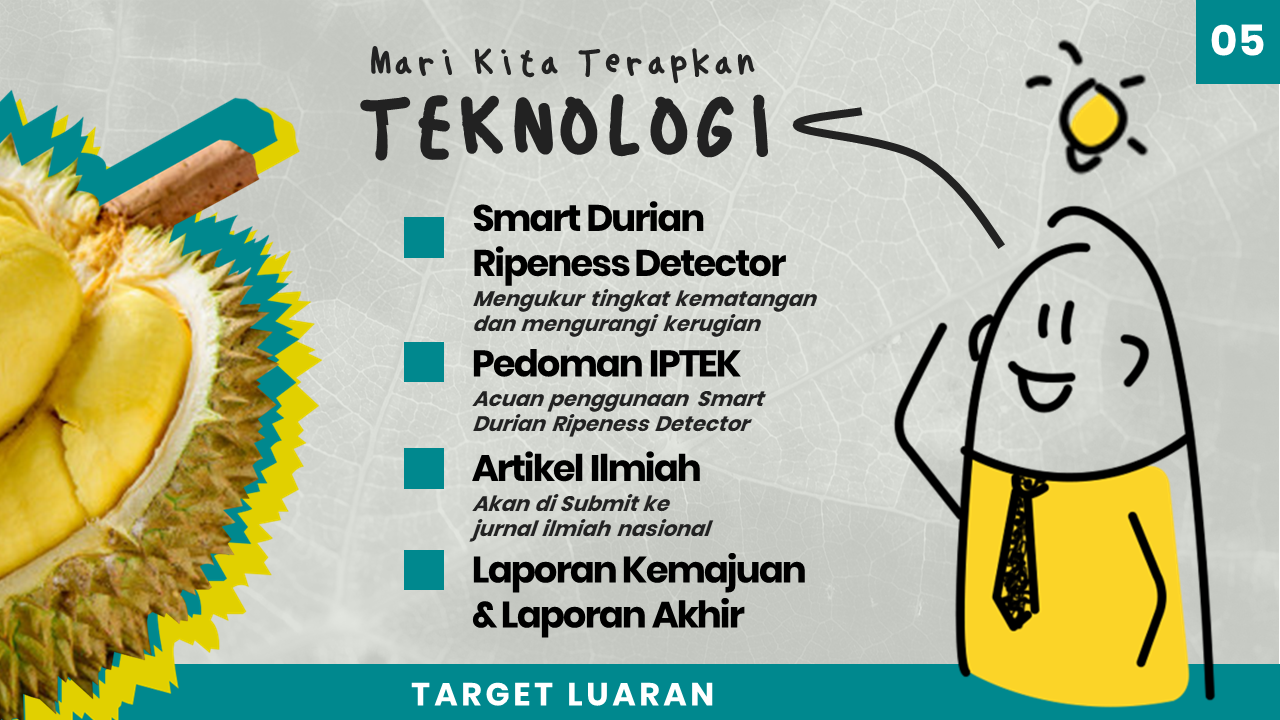 05
Mari Kita Terapkan
TEKNOLOGI
Smart Durian
Ripeness Detector
Mengukur tingkat kematangan
dan mengurangi kerugian
Pedoman IPTEK
Acuan penggunaan Smart
Durian Ripeness Detector
Artikel Ilmiah
Akan di Submit ke
jurnal ilmiah nasional
Laporan Kemajuan
& Laporan Akhir
TARGET LUARAN